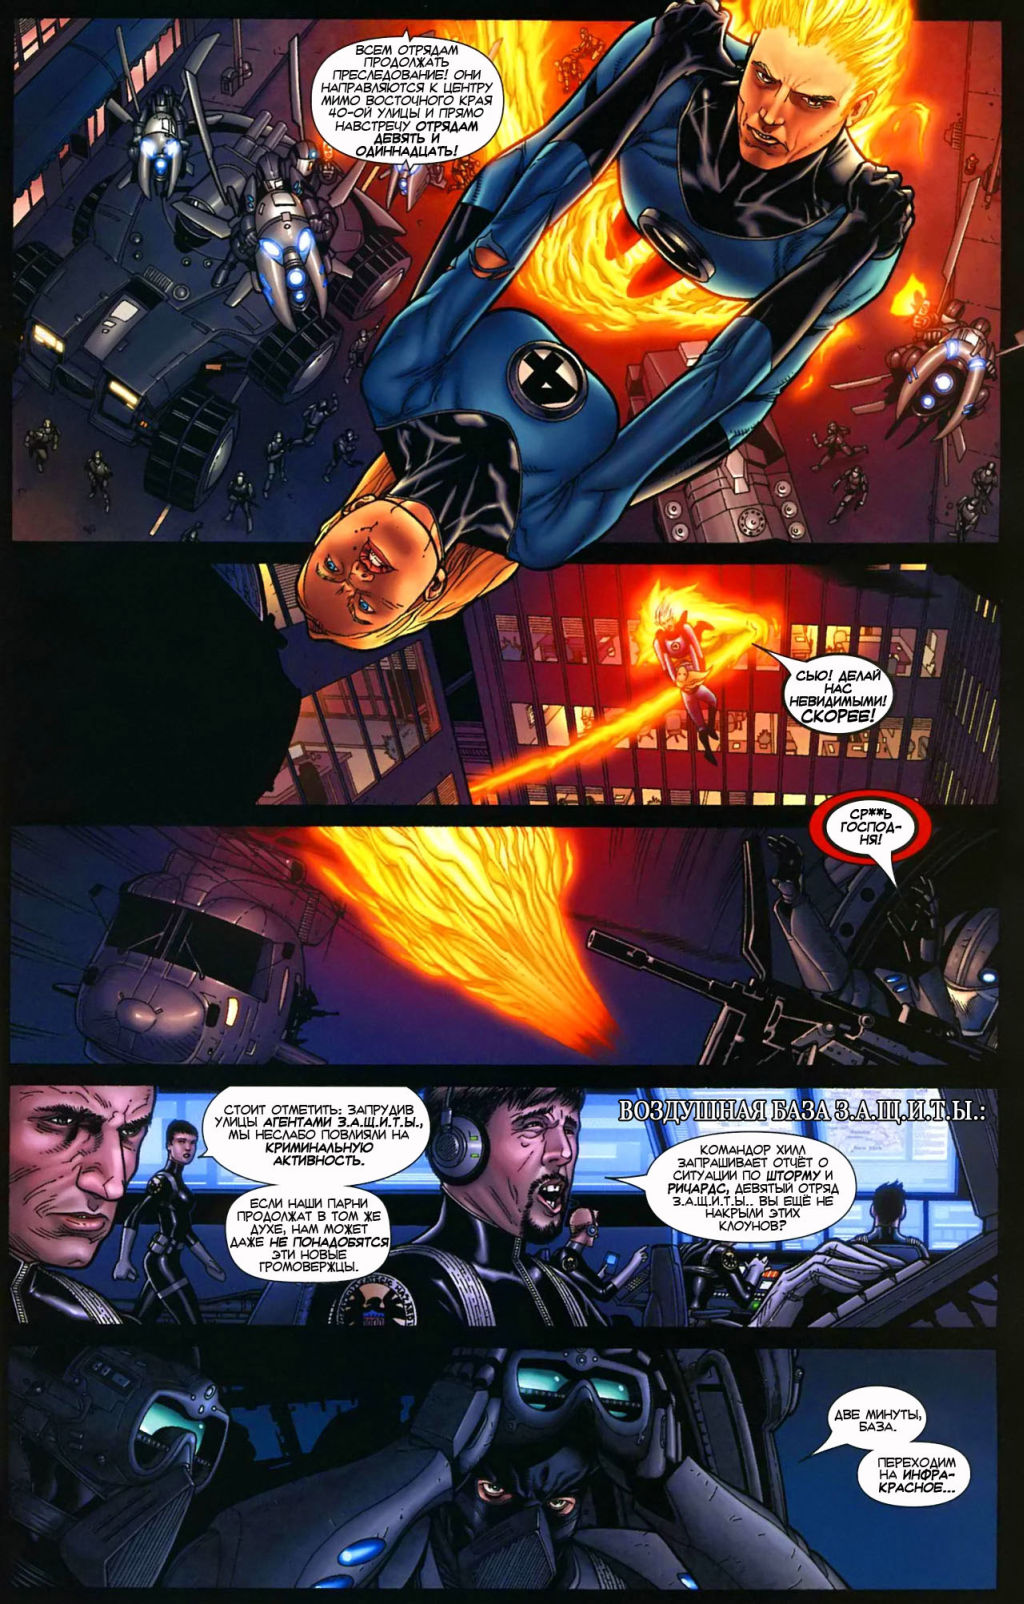 ВСЕМ ОТРЯДАМ
ПРОДОЛЖАТЬ
ПРЕСЛЕДОВАНИЕ! ОНИ
НАПРАВЛЯЮТСЯ К ЦЕНТРУ
МИМО ВОСТОЧНОГО КРАЯ
40-ОЙ УЛИЦЫ И ПРЯМО
НАВСТРЕЧУ ОТРЯДАМ
ДЕВЯТЬ И
ОДИННАДЦАТЬ!
4
СЬЮ! ДЕЛАЙ
НАС
НЕВИДИМЫМИ!
СКОРЕЕ!
СР**Ь
ГОСПОД-
НЯ!
ВОЗДУШНАЯ БАЗА З.А.Щ.И.Т.Ы.:
СТОИТ ОТМЕТИТЬ: ЗАПРУДИВ
УЛИЦЫ АГЕНТАМИ З.А.Щ.И.Т.Ы.,
МЫ НЕСЛАБО ПОВЛИЯЛИ НА
КРИМИНАЛЬНУЮ
АКТИВНОСТЬ.
ЕСЛИ НАШИ ПАРНИ
ПРОДОЛЖАТ В ТОМ ЖЕ
ДУХЕ, НАМ МОЖЕТ
ДАЖЕ НЕ ПОНАДОБЯТСЯ
ЭТИ НОВЫЕ
ГРОМОВЕРЖЦЫ.
КОМАНДОР ХИЛЛ
ЗАПРАШИВАЕТ ОТЧЁТ О
СИТУАЦИИ ПО ШТОРМУ И
РИЧАРДС, ДЕВЯТЫЙ ОТРЯД
З.А.Щ.И.Т.Ы.. ВЫ ЕЩЁ НЕ
НАКРЫЛИ ЭТИХ
КЛОУНОВ?
ДВЕ МИНУТЫ,
БАЗА.
ПЕРЕХОДИМ
НА ИНФРА-
КРАСНОЕ...